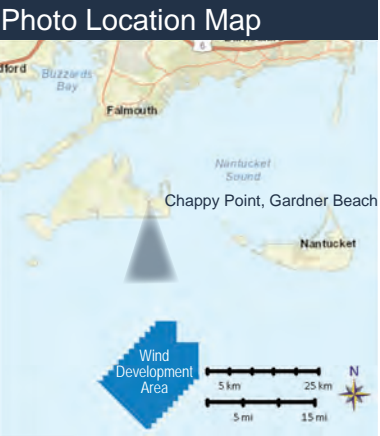 Photo Location Map
6
dford
Buzzards
Bay
Falmouth
Nantucket
Sound
Chappy Point, Gardner Beach
Nantucket
Wind
Development
Area
N
5 km 25 km
5 mi 15 mi